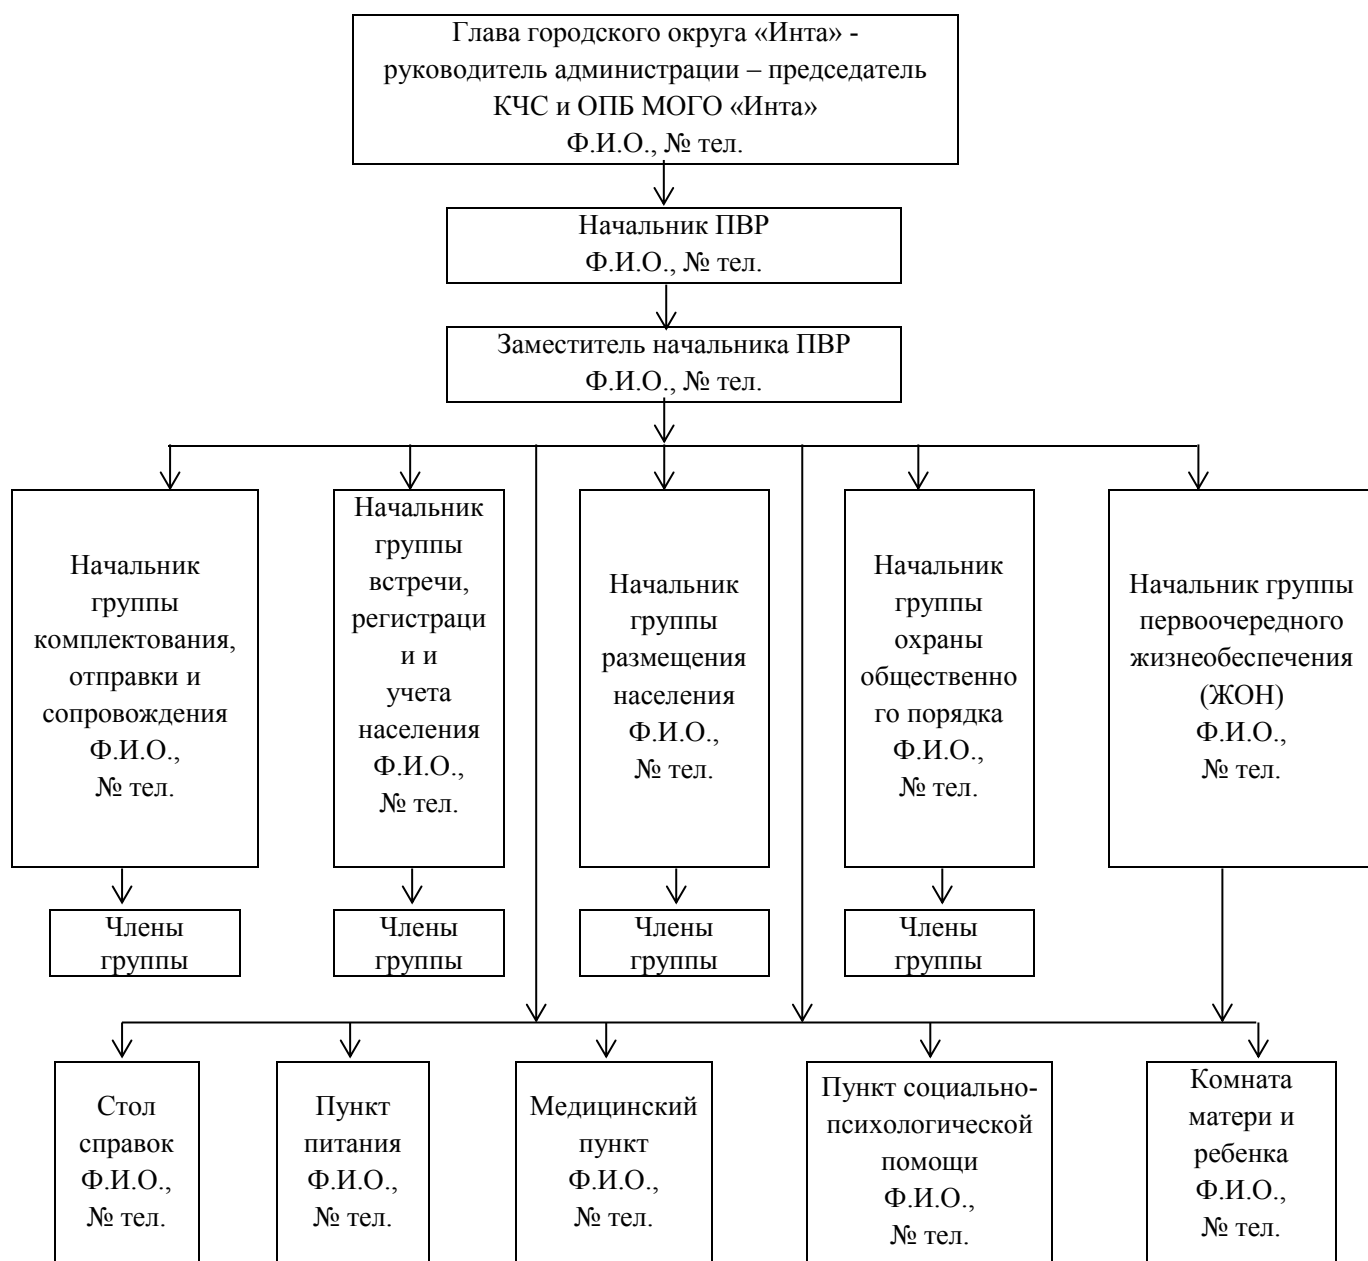 Глава городского округа «Инта» -
руководитель администрации – председатель
КЧС и ОПБ МОГО «Инта»
Ф.И.О., № тел.
Начальник ПВР
Ф.И.О., № тел.
Заместитель начальника ПВР
Ф.И.О., № тел.
Начальник
группы
комплектования,
отправки и
сопровождения
Ф.И.О.,
№ тел.
Начальник
группы
встречи,
регистраци
и и
учета
населения
Ф.И.О.,
№ тел.
Начальник
группы
размещения
населения
Ф.И.О.,
№ тел.
Начальник
группы
охраны
общественно
го порядка
Ф.И.О.,
№ тел.
Начальник группы
первоочередного
жизнеобеспечения
(ЖОН)
Ф.И.О.,
№ тел.
Члены
группы
Члены
группы
Члены
группы
Члены
группы
Стол
справок
Ф.И.О.,
№ тел.
Пункт
питания
Ф.И.О.,
№ тел.
Медицинский
пункт
Ф.И.О.,
№ тел.
Пункт социально-
психологической
помощи
Ф.И.О.,
№ тел.
Комната
матери и
ребенка
Ф.И.О.,
№ тел.